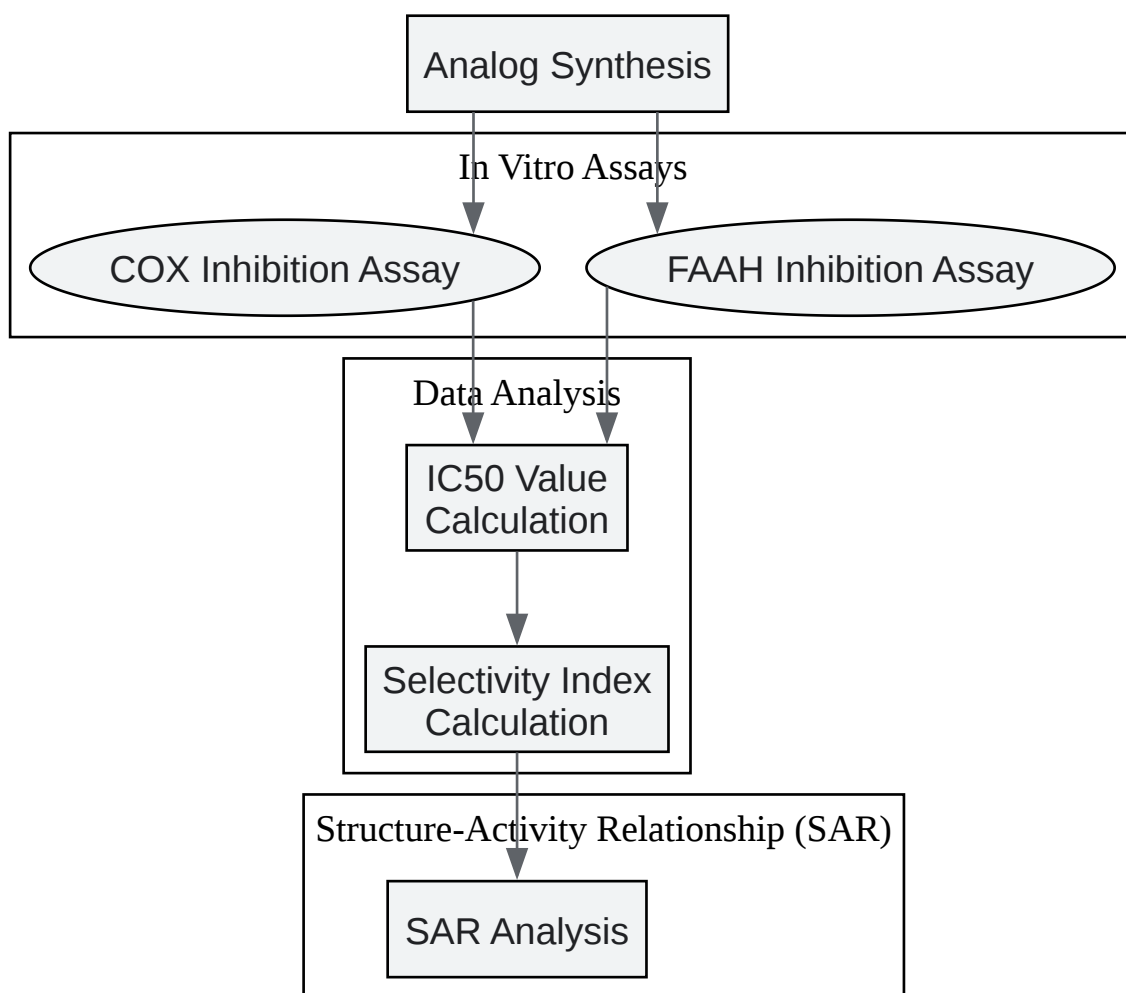 Analog Synthesis
In Vitro Assays
COX Inhibition Assay
FAAH Inhibition Assay
Data Analysis
IC50 Value
Calculation
Selectivity Index
Calculation
Structure-Activity Relationship (SAR)
SAR Analysis